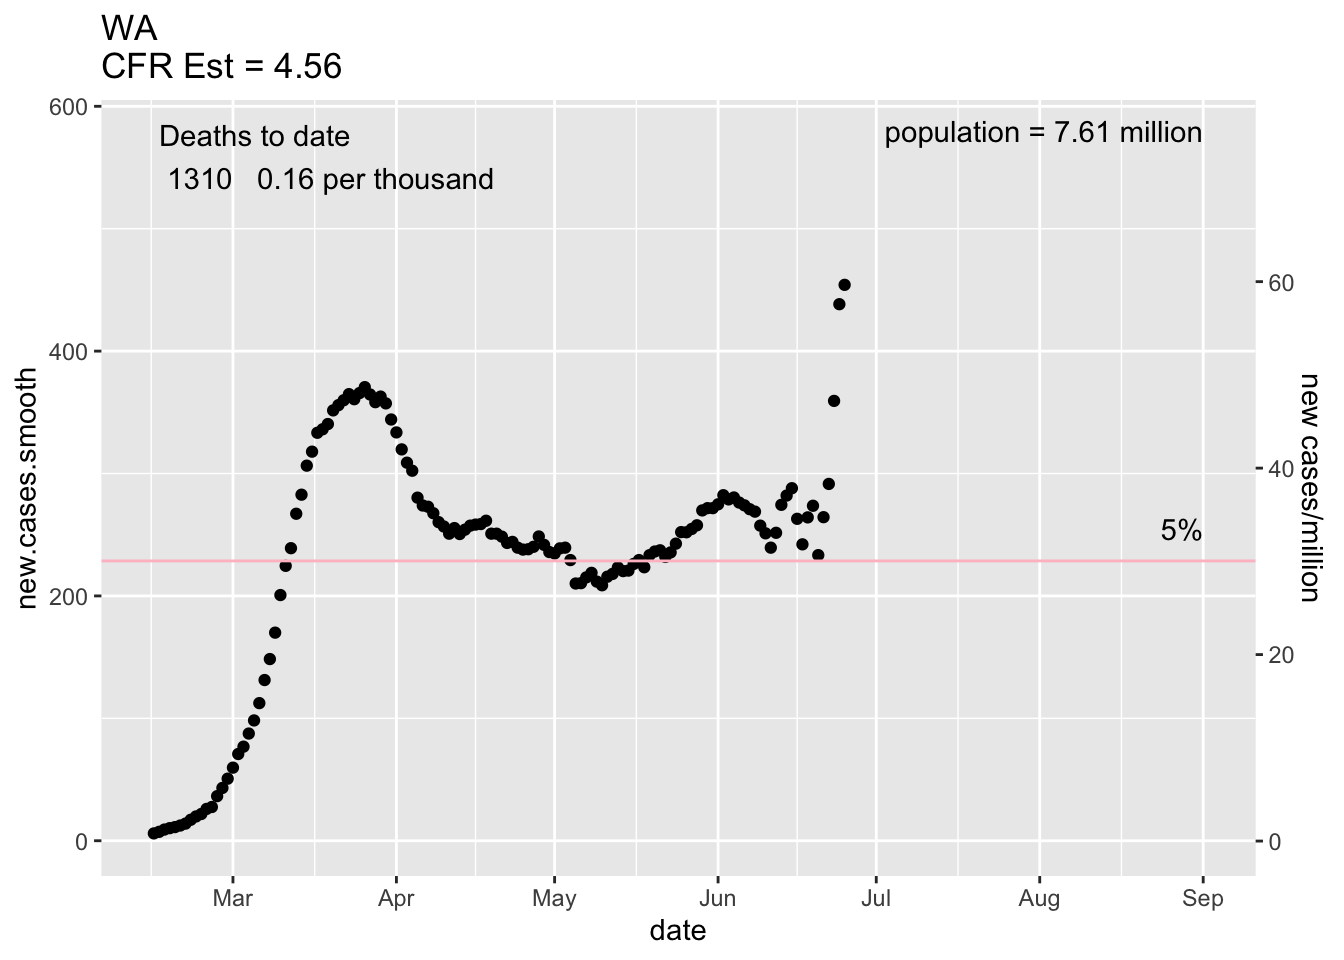 WA
CFR Est = 4.56
Deaths to date
1310 0.16 per thousand
population = 7.61 million
600
400
200
0
60
40
20
0
5%
new.cases.smooth
new cases/million
Mar Apr May Jun Jul Aug Sep
date